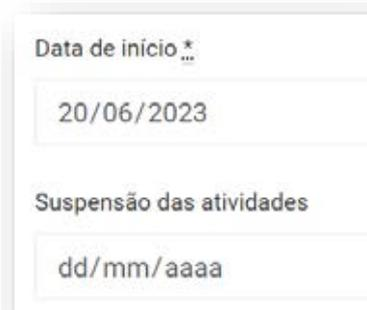 Data de início *
20/06/2023
Suspensão das atividades
dd/mm/aaaa